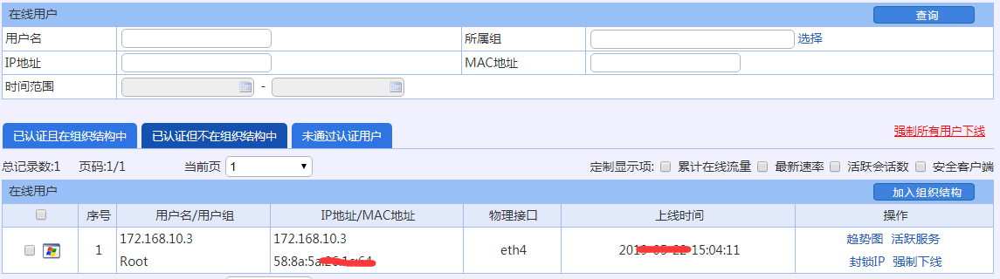 在线用户 查询
用户名 所属组 选择
IP地址 MAC地址
时间范围 -
已认证且在组织结构中 已认证但不在组织结构中 未通过认证用户 强制所有用户下线
总记录数:1 页码:1/1 当前页 1 定制显示项: 累计在线流量 最新速率 活跃会话数 安全客户端
在线用户 加入组织结构
序号 用户名/用户组 IP地址/MAC地址 物理接口 上线时间 操作
172.168.10.3 172.168.10.3 趋势图 活跃服务
1 eth4 15:04:11
Root 58:8a:5a: 封锁IP 强制下线